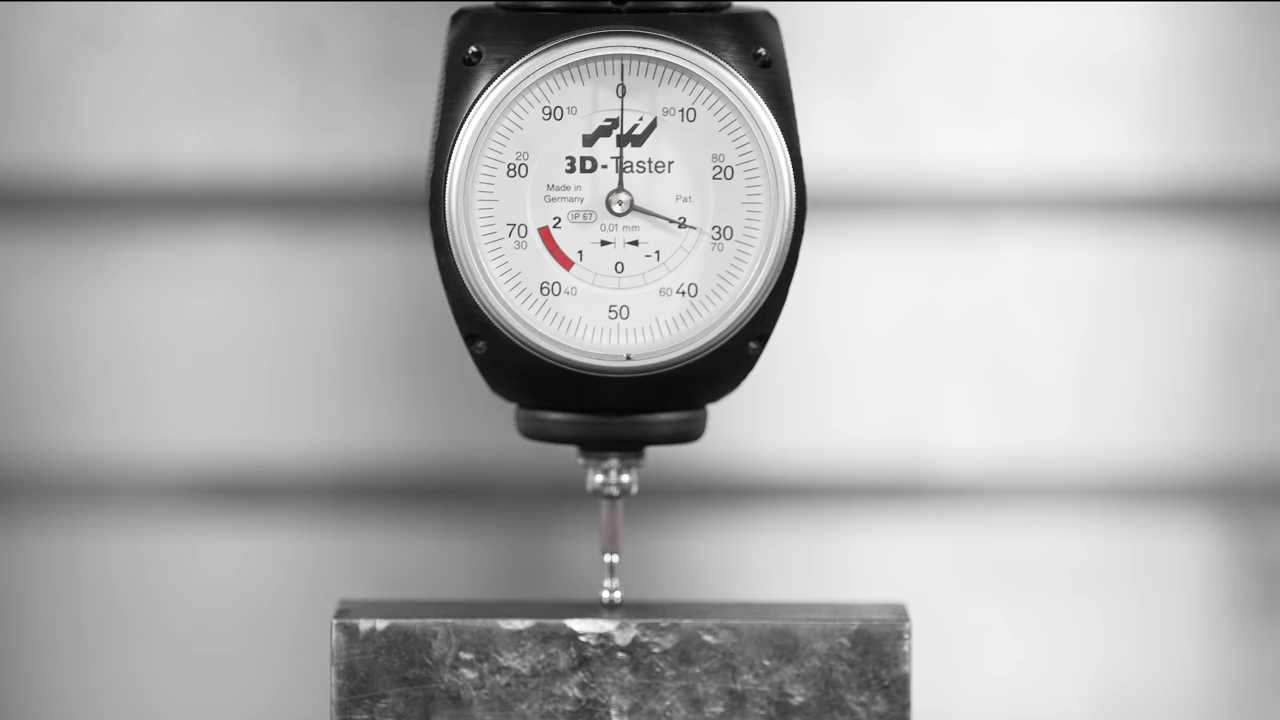 0
90 10 90 10
20 80
80 20
3D-Taster
Made in
Germany
Pat.
IP 67
2 -2
0,01 mm
70 30
30 70
1 -1
0
60 40 60 40
50